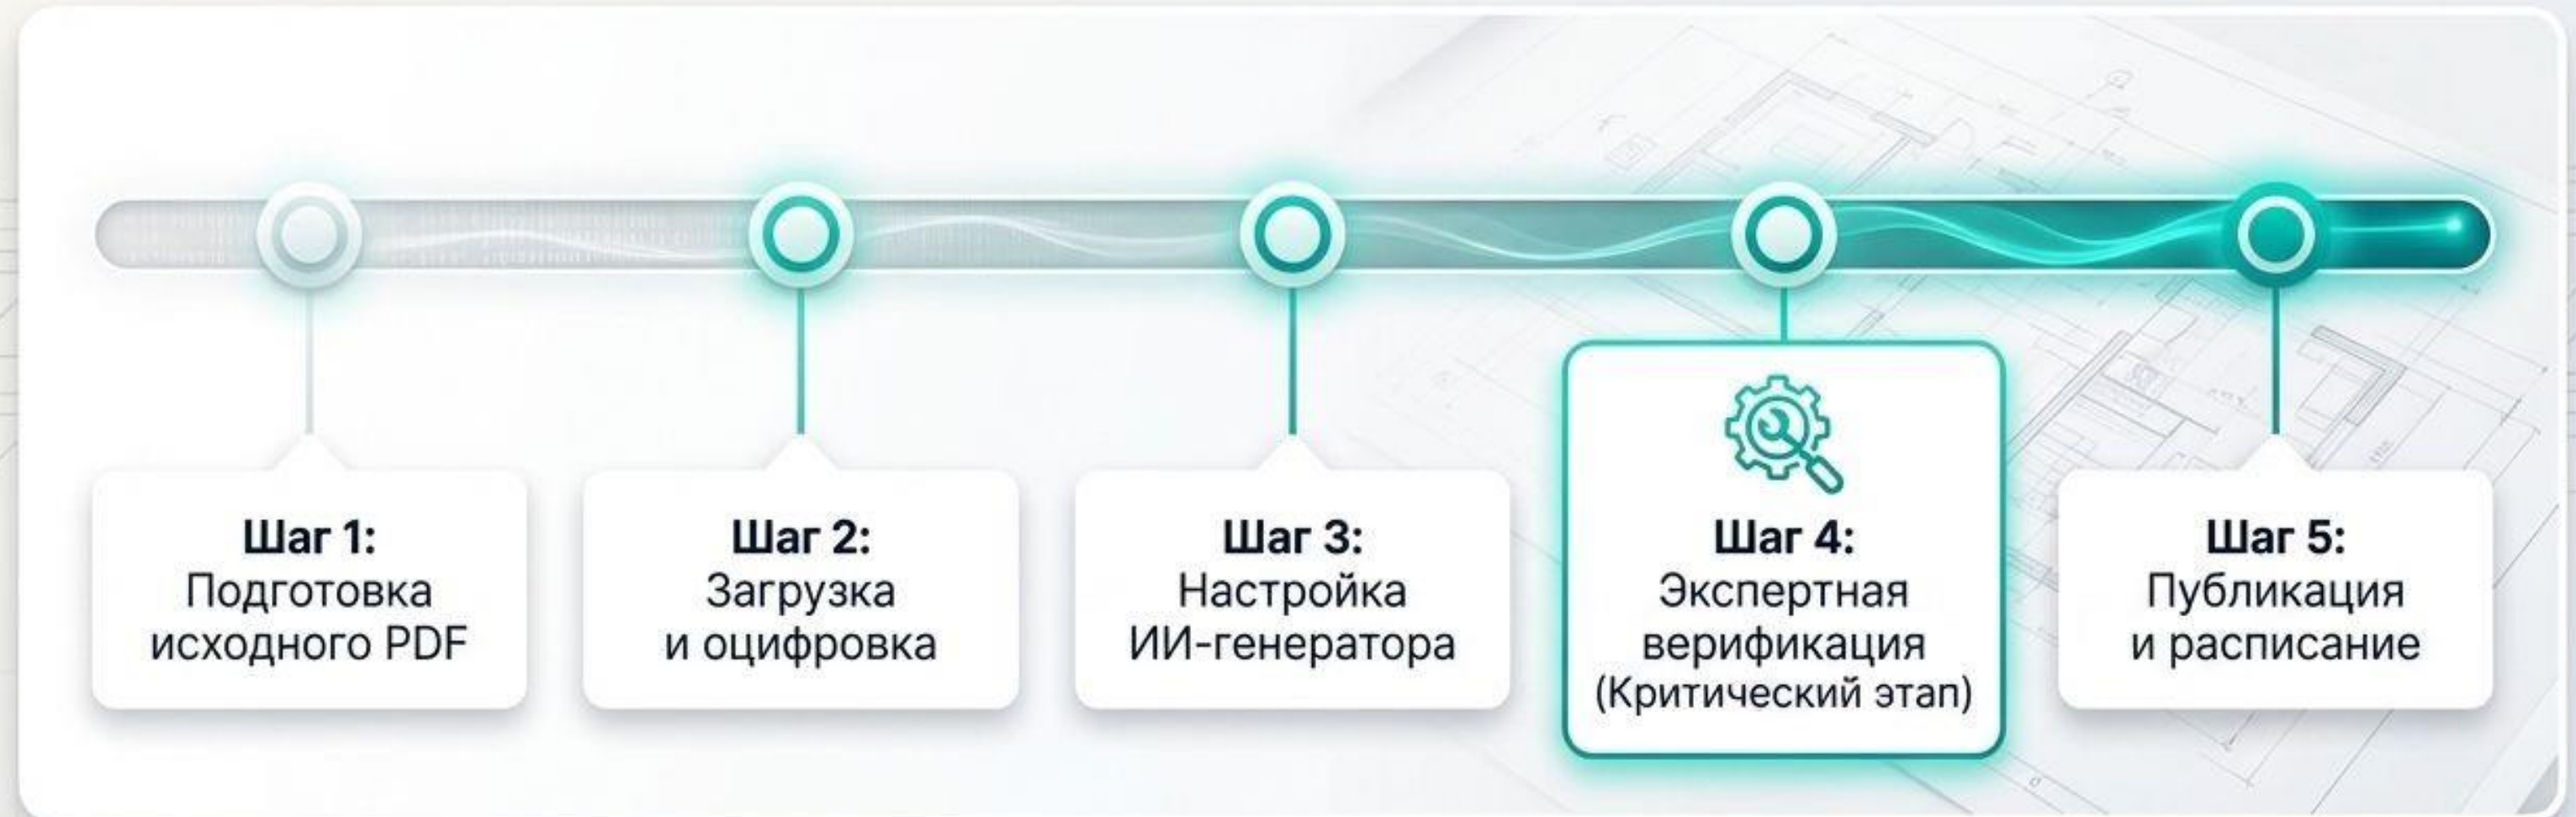 Шаг 1:
Подготовка
исходного PDF
Шаг 2:
Загрузка
и оцифровка
Шаг 3:
Настройка
ИИ-генератора
Шаг 4:
Экспертная
верификация
(Критический этап)
Шаг 5:
Публикация
и расписание